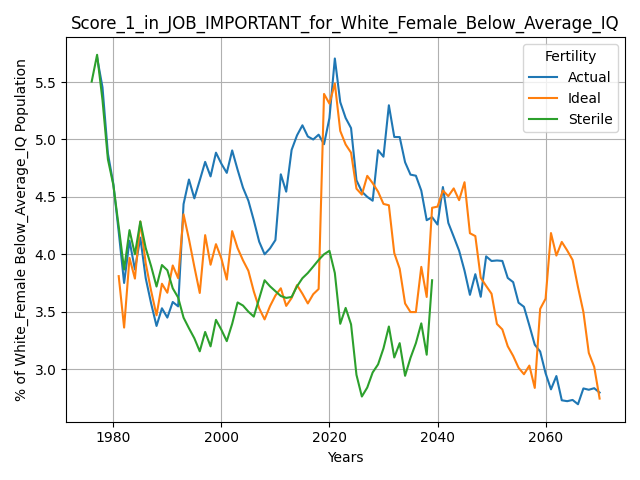 Score_1_in_JOB_IMPORTANT_for_White_Female_Below_Average_IQ
% of White_Female Below_Average_IQ Population
5.5
5.0
4.5
4.0
3.5
3.0
Fertility
Actual
Ideal
Sterile
1980 2000 2020 2040 2060
Years